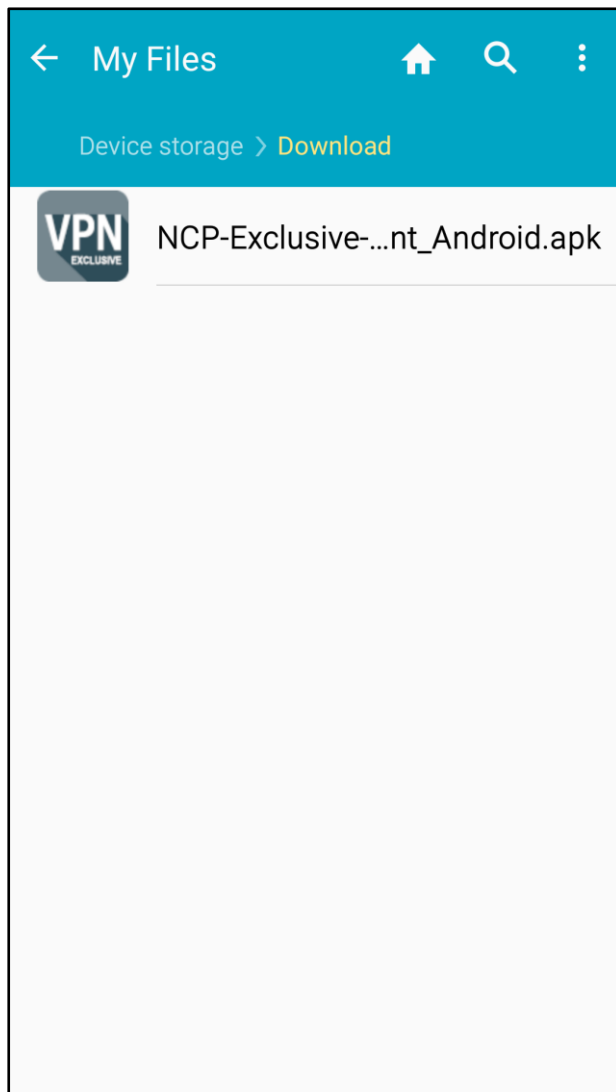 My Files
Device storage > Download
VPN
EXCLUSIVE
NCP-Exclusive-...nt_Android.apk